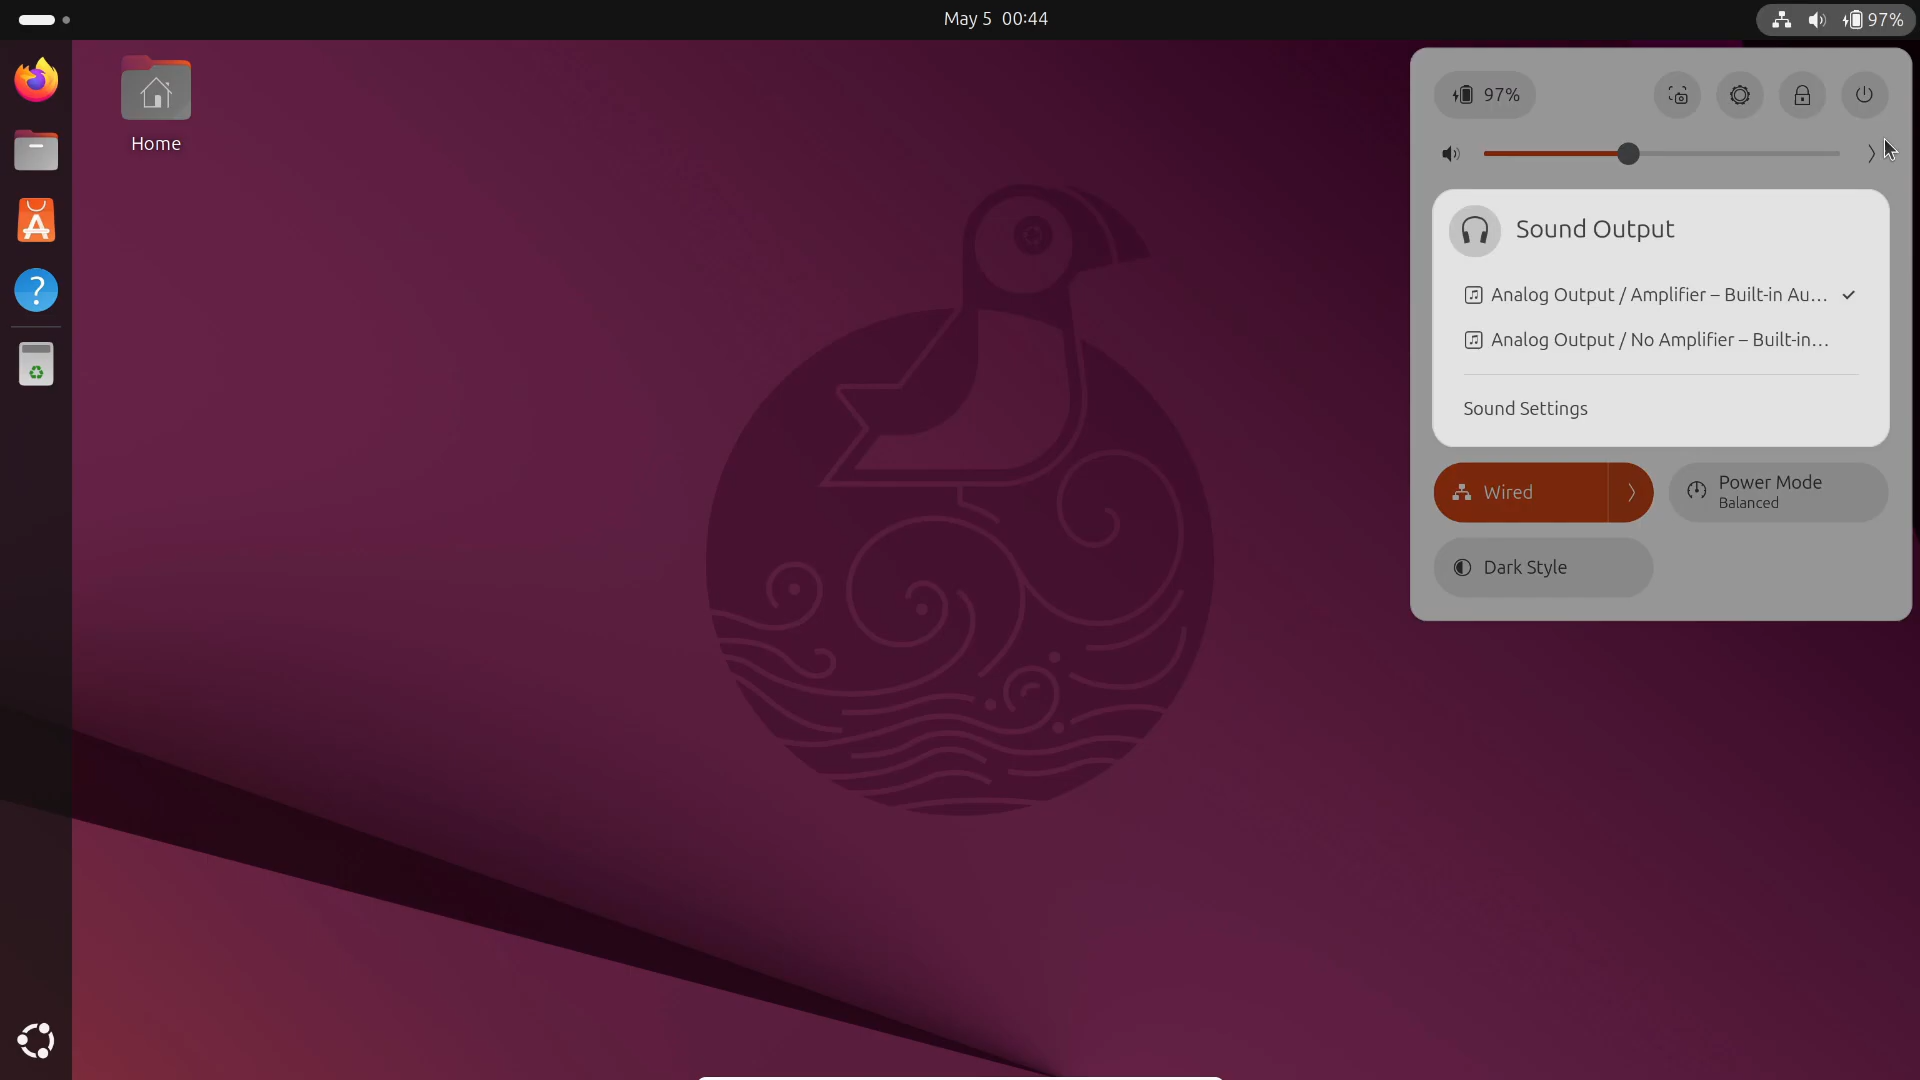 May 5 00:44
97%
Home
97%
Sound Output
Analog Output / Amplifier – Built-in Au...
Analog Output / No Amplifier – Built-in...
Sound Settings
Wired
Power Mode
Balanced
Dark Style